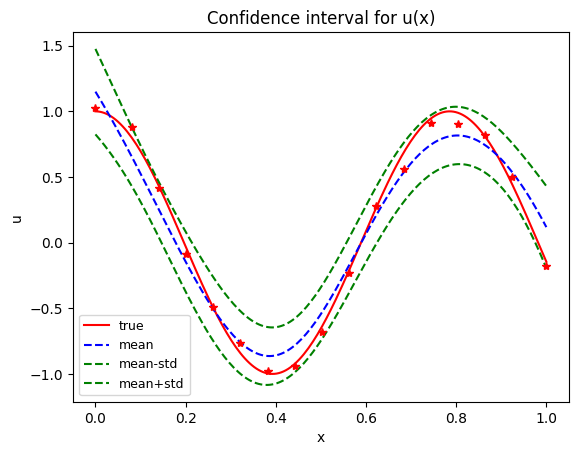 Confidence interval for u(x)
1.5
1.0
0.5
0.0
−0.5
−1.0
u
true
mean
mean-std
mean+std
0.0 0.2 0.4 0.6 0.8 1.0
x